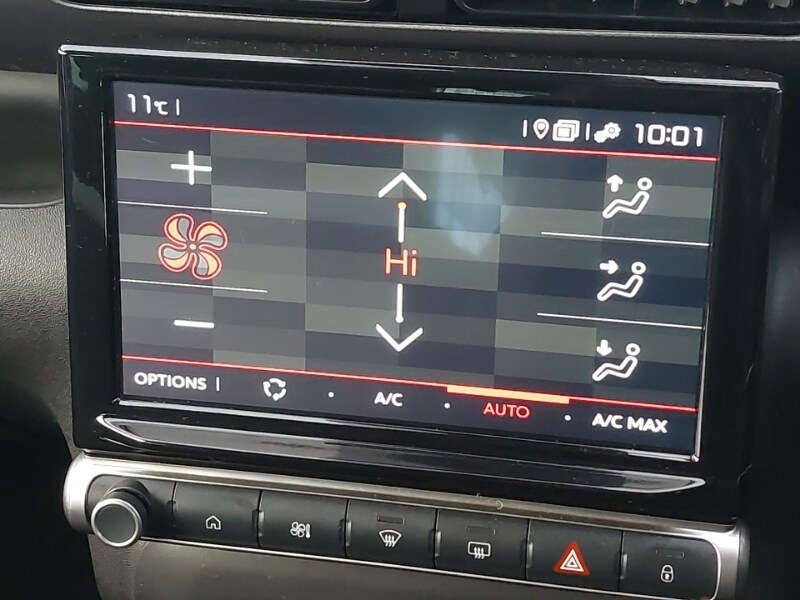 11°C
10:01
Hi
OPTIONS A/C AUTO A/C MAX